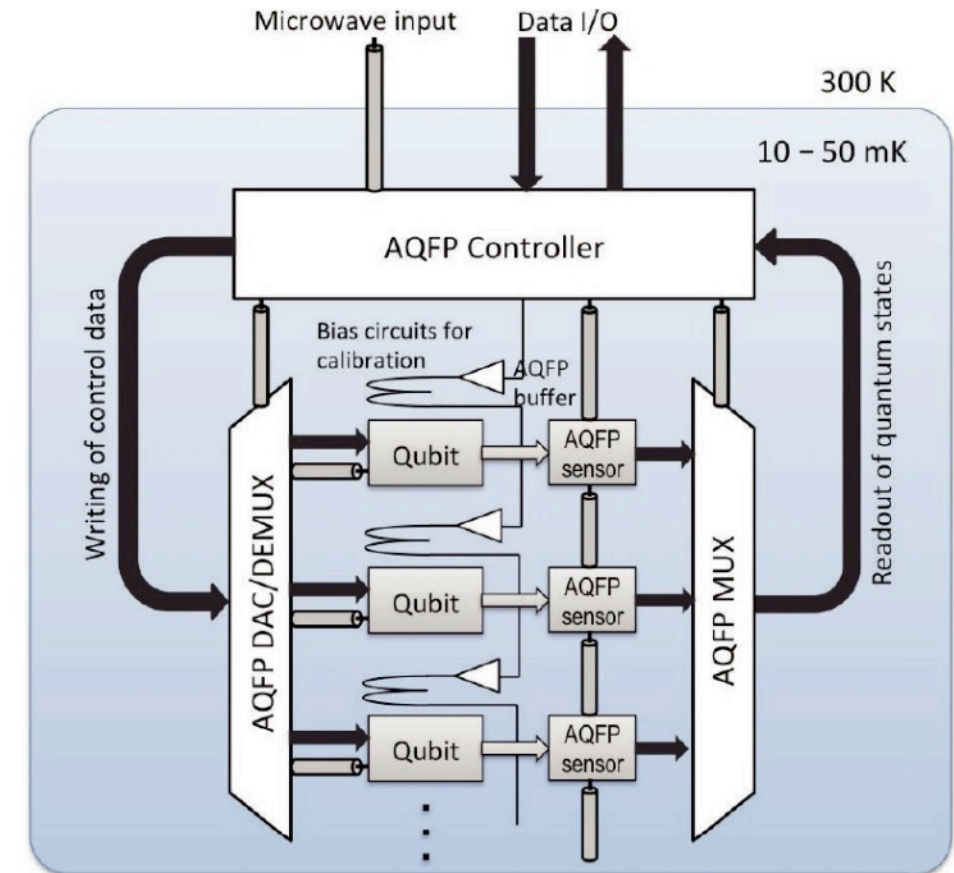 Microwave input
Data I/O
300 K
10 – 50 mK
AQFP Controller
Writing of control data
Bias circuits for
calibration
AQFP
buffer
Readout of quantum states
AQFP DAC/DEMUX
Qubit
AQFP
sensor
Qubit
AQFP
sensor
Qubit
AQFP
sensor
AQFP MUX